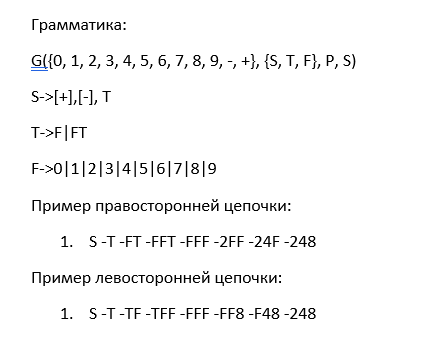 Грамматика:
G({0, 1, 2, 3, 4, 5, 6, 7, 8, 9, -, +}, {S, T, F}, P, S)
S->[+],[-], T
T->F|FT
F->0|1|2|3|4|5|6|7|8|9
Пример правосторонней цепочки:
1. S -T -FT -FFT -FFF -2FF -24F -248
Пример левосторонней цепочки:
1. S -T -TF -TFF -FFF -FF8 -F48 -248